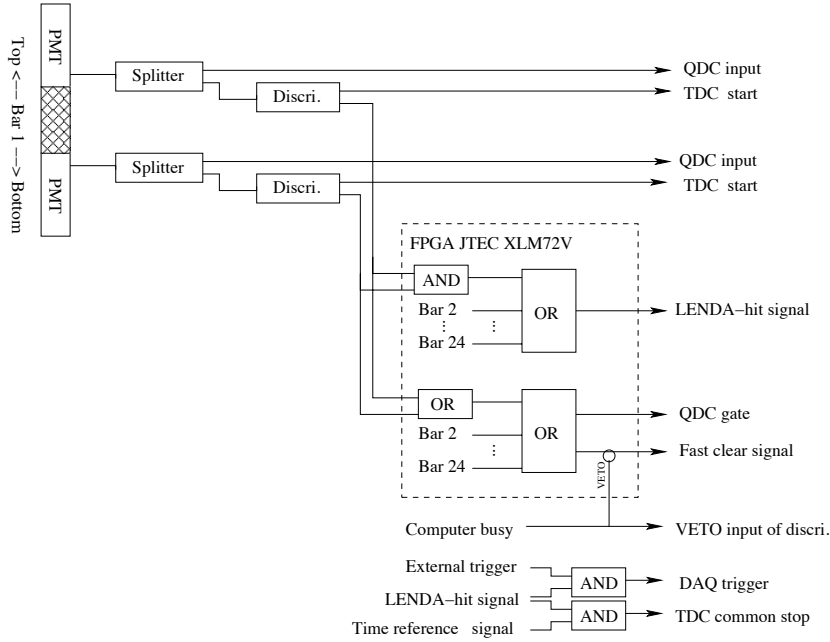 Top <−− Bar 1 −−> Bottom
PMT
PMT
Splitter
Discri.
QDC input
TDC start
Splitter
Discri.
QDC input
TDC start
FPGA JTEC XLM72V
AND
Bar 2
Bar 24
OR
LENDA−hit signal
OR
Bar 2
Bar 24
OR
QDC gate
Fast clear signal
VETO
Computer busy
VETO input of discri.
External trigger
AND
DAQ trigger
LENDA−hit signal
AND
TDC common stop
Time reference signal